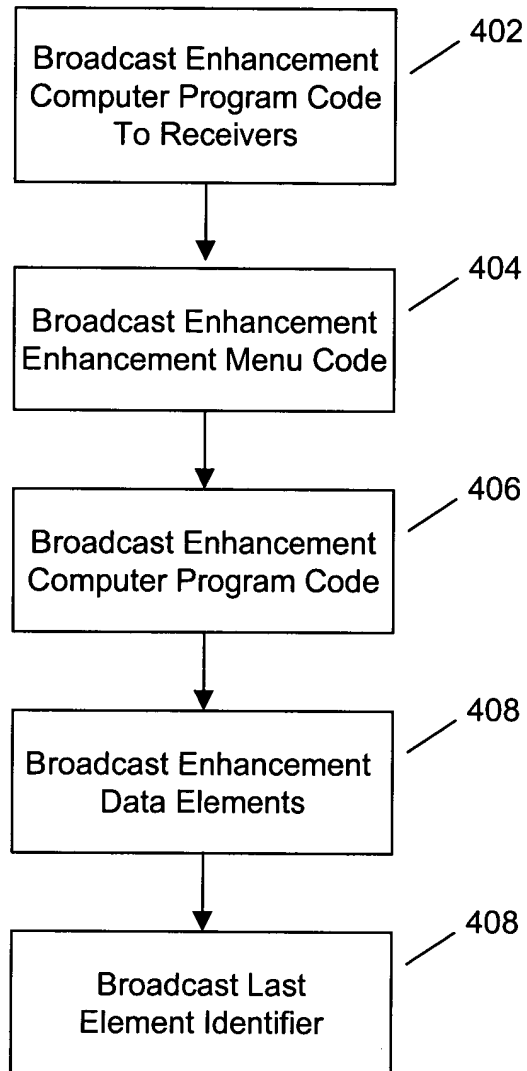 402
Broadcast Enhancement
Computer Program Code
To Receivers
404
Broadcast Enhancement
Enhancement Menu Code
406
Broadcast Enhancement
Computer Program Code
408
Broadcast Enhancement
Data Elements
408
Broadcast Last
Element Identifier